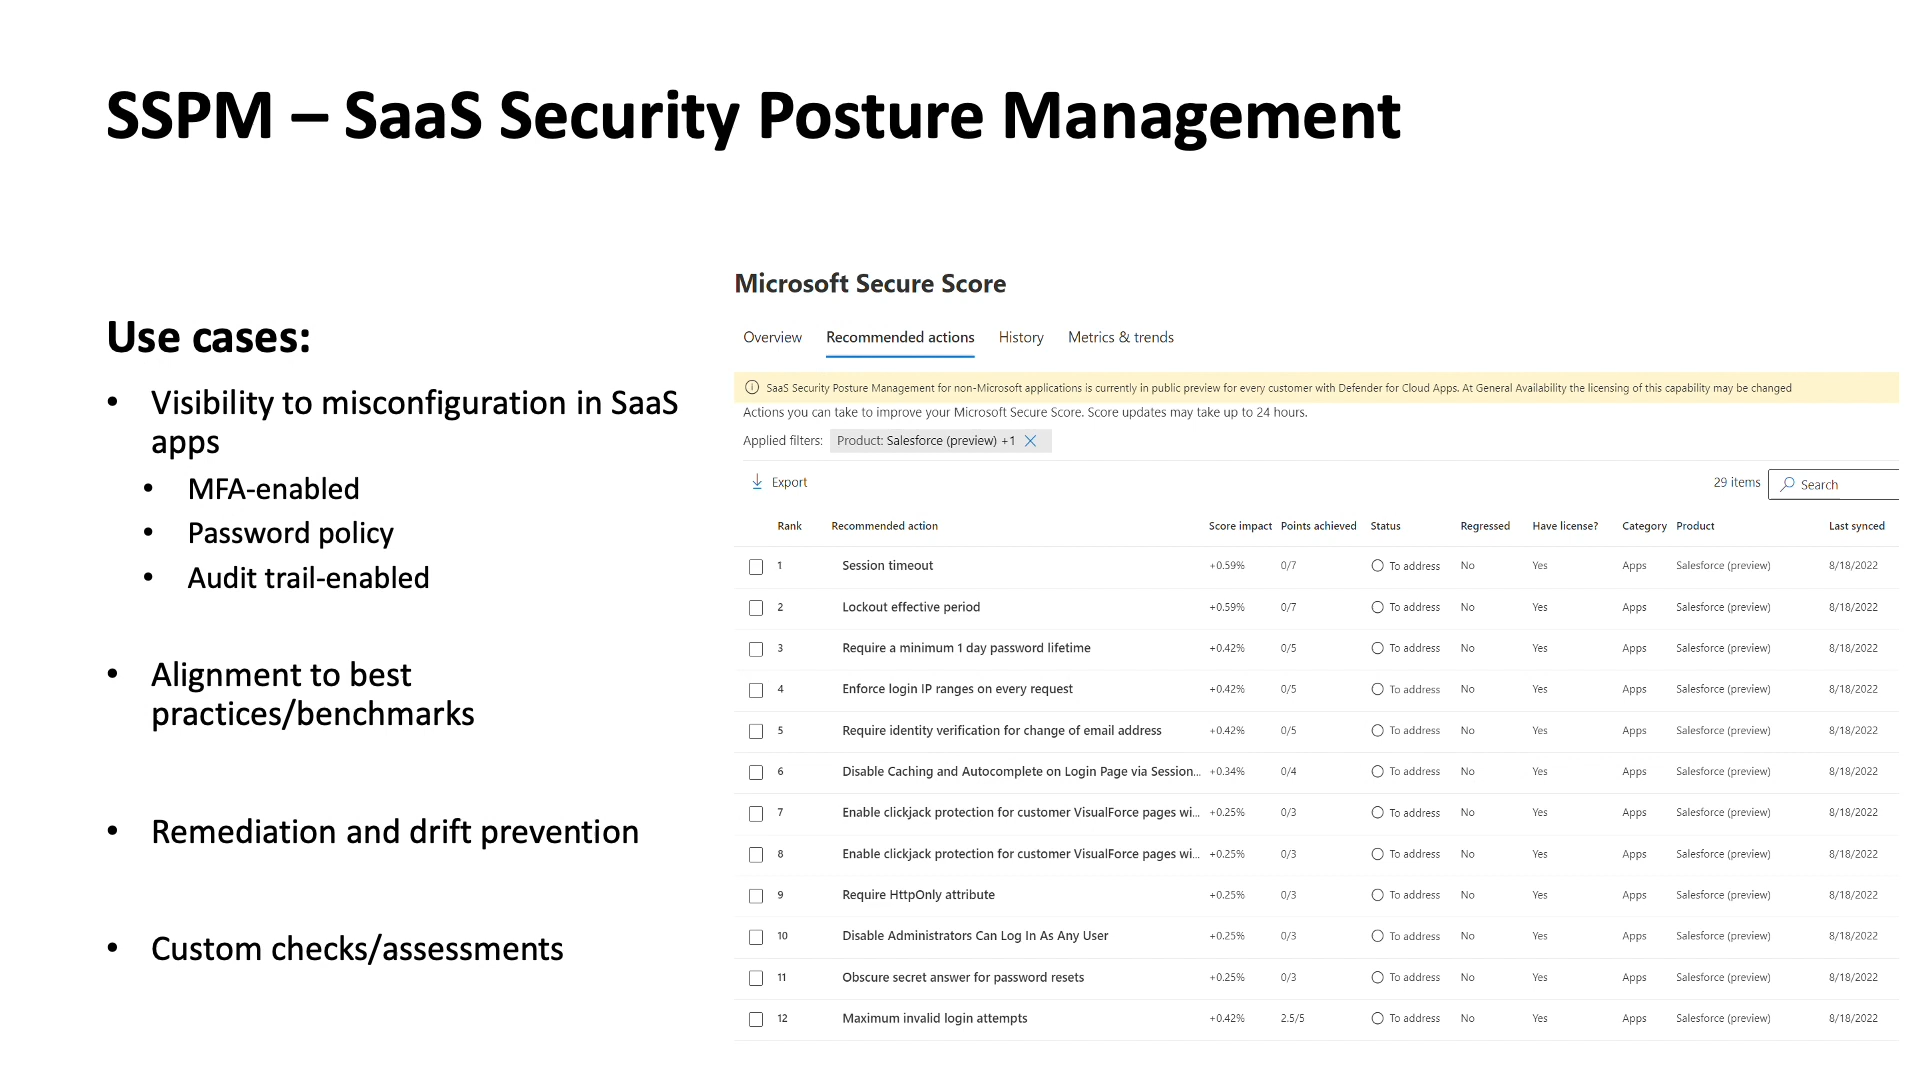 SSPM – SaaS Security Posture Management
Use cases:
• Visibility to misconfiguration in SaaS
apps
• MFA-enabled
• Password policy
• Audit trail-enabled
• Alignment to best
practices/benchmarks
• Remediation and drift prevention
• Custom checks/assessments
Microsoft Secure Score
Overview Recommended actions History Metrics & trends
SaaS Security Posture Management for non-Microsoft applications is currently in public preview for every customer with Defender for Cloud Apps. At General Availability the licensing of this capability may be changed
Actions you can take to improve your Microsoft Secure Score. Score updates may take up to 24 hours.
Applied filters: Product: Salesforce (preview) +1
Export 29 items Search
Rank Recommended action Score impact Points achieved Status Regressed Have license? Category Product Last synced
1 Session timeout +0.59% 0/7 To address No Yes Apps Salesforce (preview) 8/18/2022
2 Lockout effective period +0.59% 0/7 To address No Yes Apps Salesforce (preview) 8/18/2022
3 Require a minimum 1 day password lifetime +0.42% 0/5 To address No Yes Apps Salesforce (preview) 8/18/2022
4 Enforce login IP ranges on every request +0.42% 0/5 To address No Yes Apps Salesforce (preview) 8/18/2022
5 Require identity verification for change of email address +0.42% 0/5 To address No Yes Apps Salesforce (preview) 8/18/2022
6 Disable Caching and Autocomplete on Login Page via Session... +0.34% 0/4 To address No Yes Apps Salesforce (preview) 8/18/2022
7 Enable clickjack protection for customer VisualForce pages wi... +0.25% 0/3 To address No Yes Apps Salesforce (preview) 8/18/2022
8 Enable clickjack protection for customer VisualForce pages wi... +0.25% 0/3 To address No Yes Apps Salesforce (preview) 8/18/2022
9 Require HttpOnly attribute +0.25% 0/3 To address No Yes Apps Salesforce (preview) 8/18/2022
10 Disable Administrators Can Log In As Any User +0.25% 0/3 To address No Yes Apps Salesforce (preview) 8/18/2022
11 Obscure secret answer for password resets +0.25% 0/3 To address No Yes Apps Salesforce (preview) 8/18/2022
12 Maximum invalid login attempts +0.42% 2.5/5 To address No Yes Apps Salesforce (preview) 8/18/2022